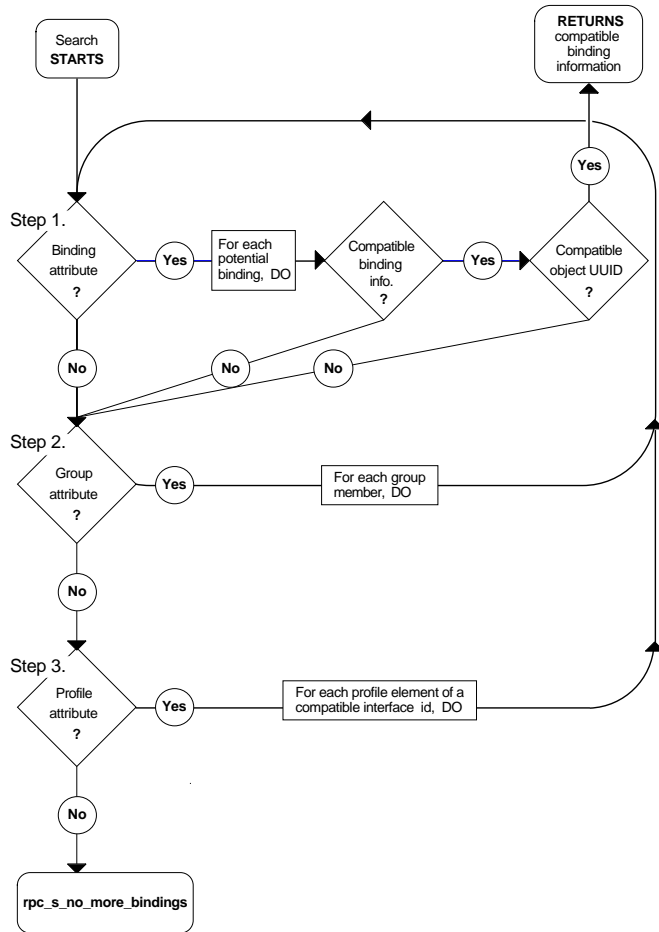 Search
STARTS
RETURNS
compatible
binding
information
Yes
Step 1.
Binding
attribute
?
Yes
For each
potential
binding, DO
Compatible
binding
info.
?
Yes
Compatible
object UUID
?
No
No
No
Step 2.
Group
attribute
?
Yes
For each group
member, DO
No
Step 3.
Profile
attribute
?
Yes
For each profile element of a
compatible interface id, DO
No
rpc_s_no_more_bindings